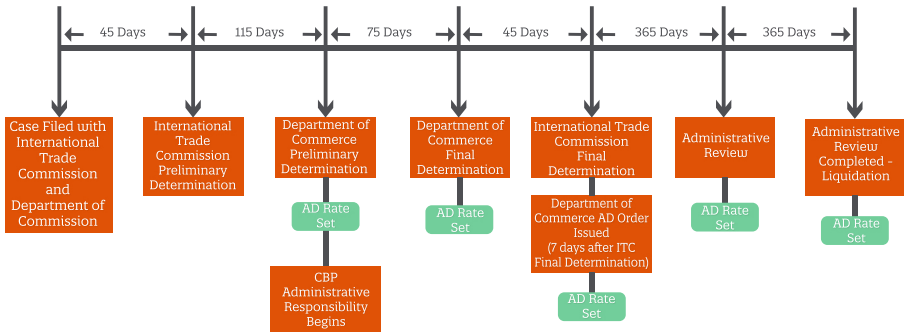 45 Days
115 Days
75 Days
45 Days
365 Days
365 Days
Case Filed with
International
Trade
Commission
and
Department of
Commission
International
Trade
Commission
Preliminary
Determination
Department of
Commerce
Preliminary
Determination
AD Rate
Set
CBP
Administrative
Responsibility
Begins
Department of
Commerce
Final
Determination
AD Rate
Set
International Trade
Commission
Final
Determination
Department of
Commerce AD Order
Issued
(7 days after ITC
Final Determination)
AD Rate
Set
Administrative
Review
AD Rate
Set
Administrative
Review
Completed -
Liquidation
AD Rate
Set